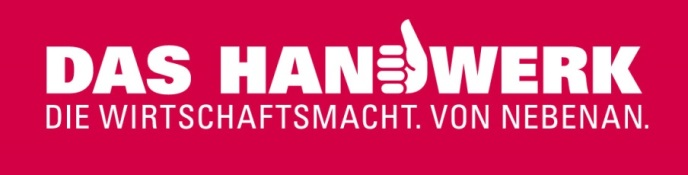 DAS HANDWERK
DIE WIRTSCHAFTSMACHT. VON NEBENAN.